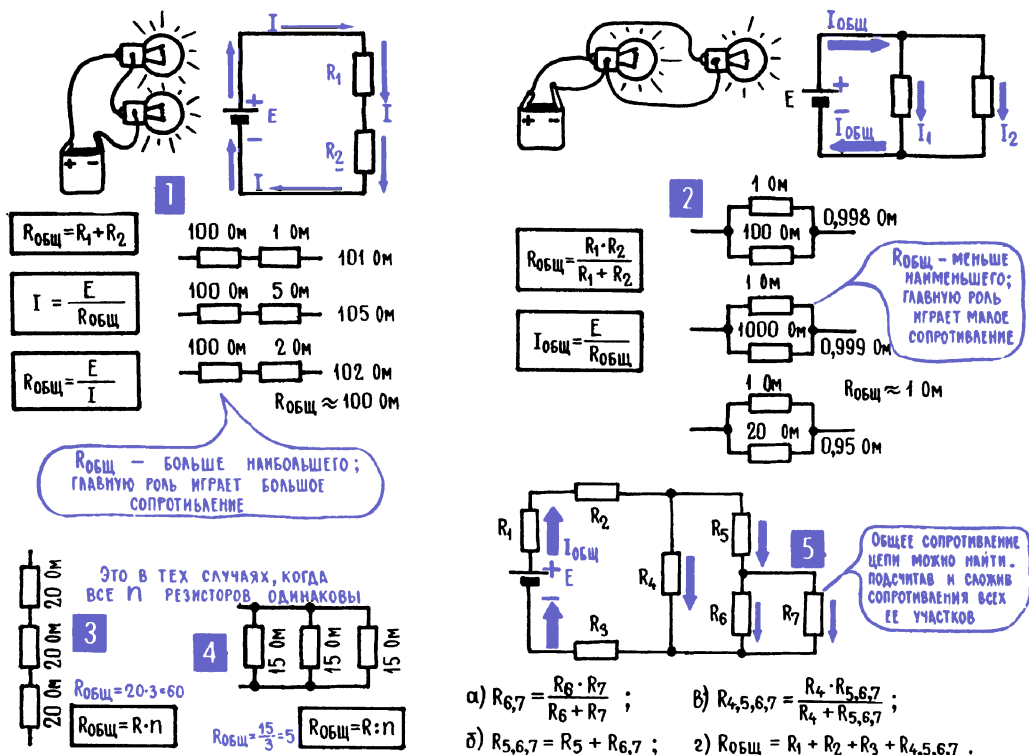 I
R₁
I
+
E
−
R₂
I
+ −
1
Rобщ = R₁ + R₂
I = E / Rобщ
Rобщ = E / I
100 Ом 1 Ом
101 Ом
100 Ом 5 Ом
105 Ом
100 Ом 2 Ом
102 Ом
Rобщ ≈ 100 Ом
Rобщ — БОЛЬШЕ НАИБОЛЬШЕГО;
ГЛАВНУЮ РОЛЬ ИГРАЕТ БОЛЬШОЕ
СОПРОТИВЛЕНИЕ
+ −
Iобщ
+
E
−
I₁
I₂
Iобщ
2
Rобщ = R₁·R₂ / R₁ + R₂
Iобщ = E / Rобщ
1 Ом
100 Ом
0,998 Ом
1 Ом
1000 Ом
0,999 Ом
Rобщ ≈ 1 Ом
1 Ом
20 Ом
0,95 Ом
Rобщ – МЕНЬШЕ
НАИМЕНЬШЕГО;
ГЛАВНУЮ РОЛЬ
ИГРАЕТ МАЛОЕ
СОПРОТИВЛЕНИЕ
ЭТО В ТЕХ СЛУЧАЯХ, КОГДА
ВСЕ n РЕЗИСТОРОВ ОДИНАКОВЫ
20 Ом
20 Ом
20 Ом
3
Rобщ = 20·3 = 60
Rобщ = R·n
4
15 Ом
15 Ом
15 Ом
Rобщ = 15/3 = 5
Rобщ = R:n
R₁
R₂
Iобщ
+
E
−
R₃
R₄
R₅
R₆
R₇
5
ОБЩЕЕ СОПРОТИВЛЕНИЕ
ЦЕПИ МОЖНО НАЙТИ.
ПОДСЧИТАВ И СЛОЖИВ
СОПРОТИВЛЕНИЯ ВСЕХ
ЕЕ УЧАСТКОВ
а) R₆,₇ = R₆·R₇ / R₆ + R₇ ;
б) R₅,₆,₇ = R₅ + R₆,₇ ;
в) R₄,₅,₆,₇ = R₄·R₅,₆,₇ / R₄ + R₅,₆,₇ ;
г) Rобщ = R₁ + R₂ + R₃ + R₄,₅,₆,₇ .